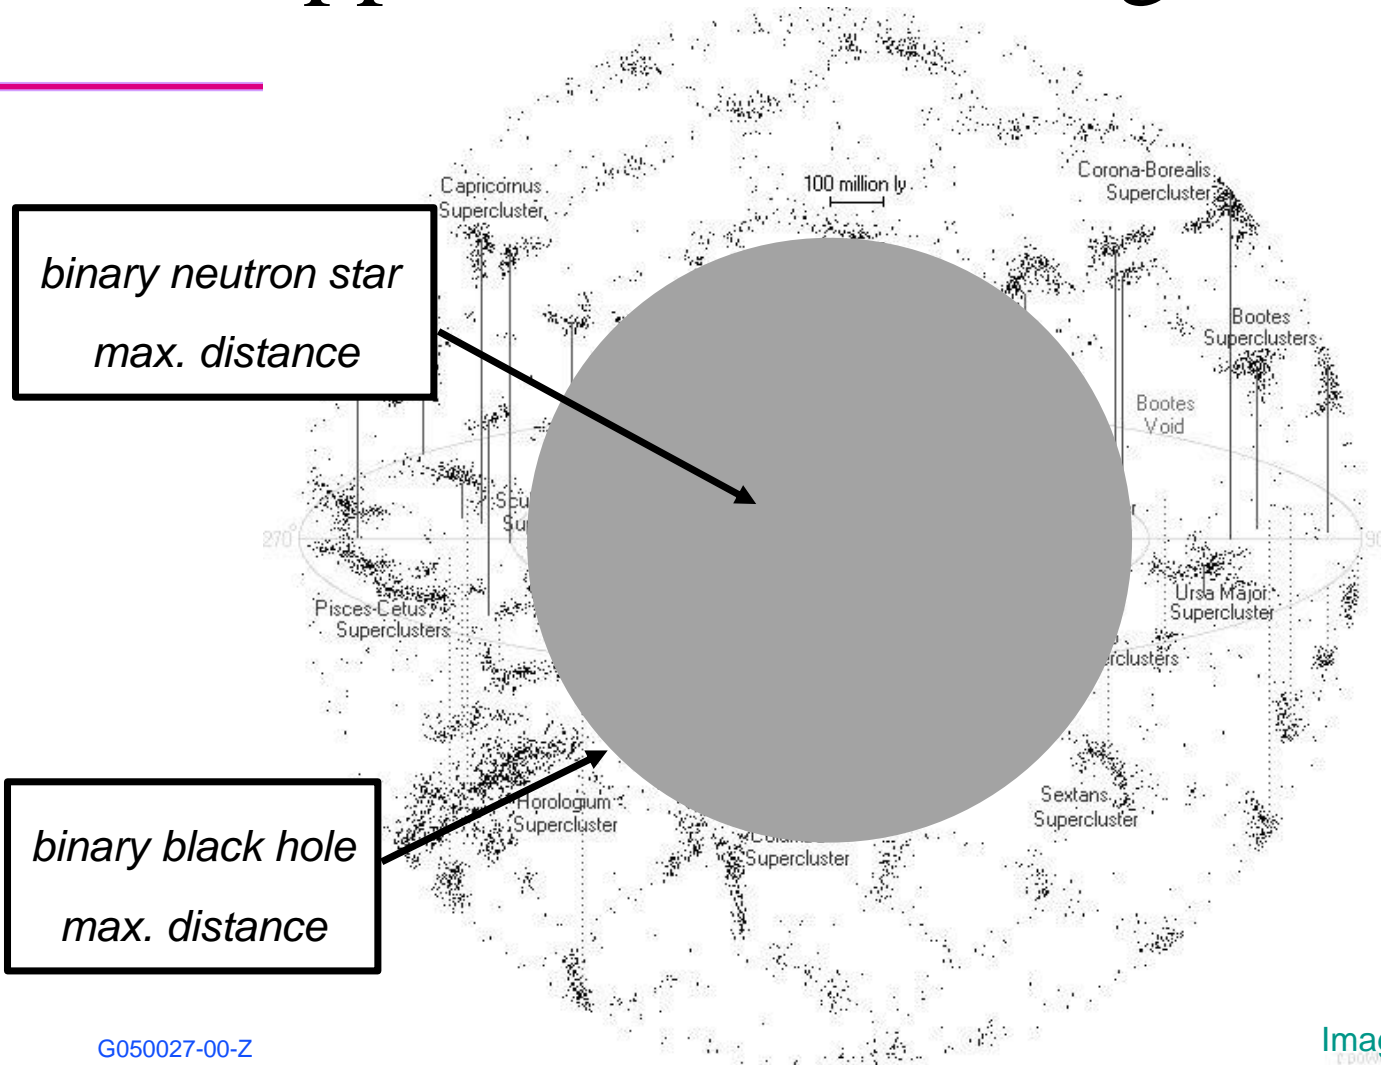 Capricornus
Supercluster
100 million ly
Corona-Borealis
Supercluster
binary neutron star
max. distance
Bootes
Superclusters
Bootes
Void
270°
Pisces-Cetus
Superclusters
Ursa Major
Supercluster
binary black hole
max. distance
Horologium
Supercluster
Sextans
Supercluster
Supercluster
G050027-00-Z